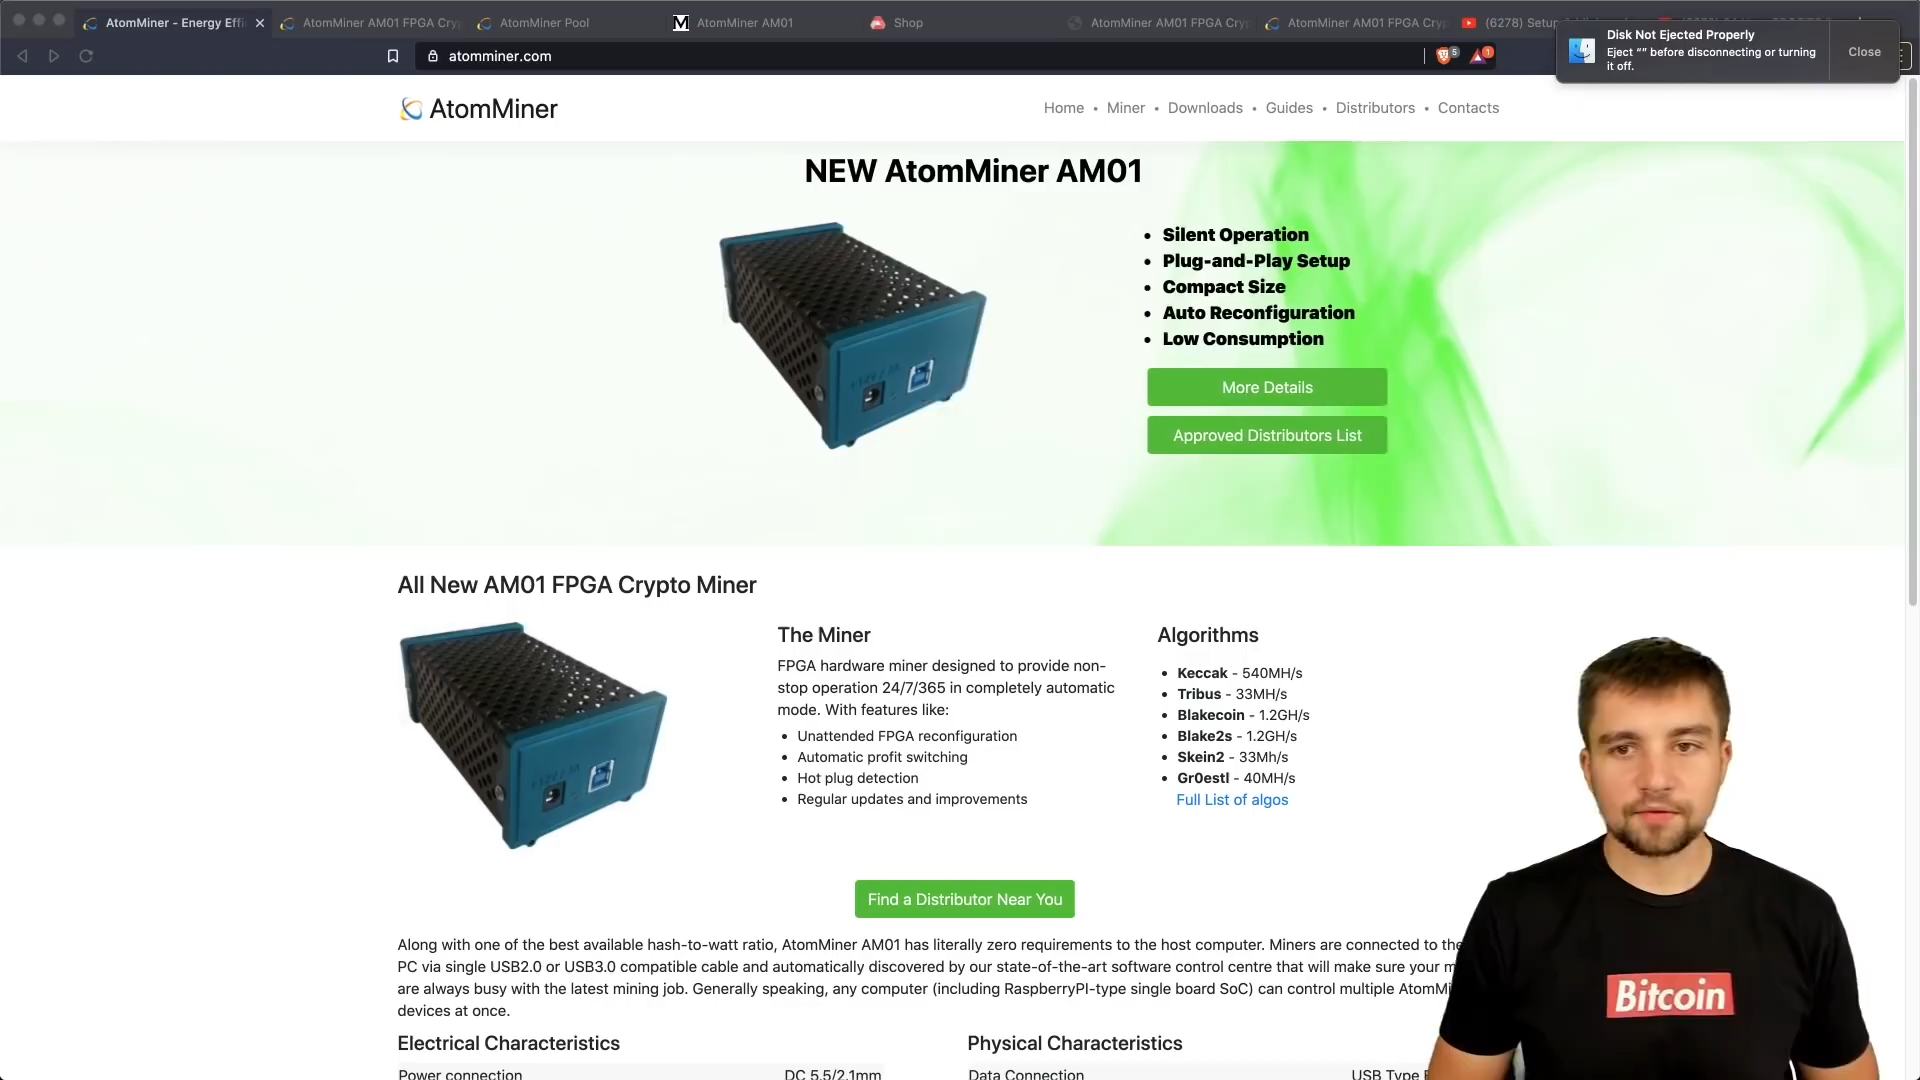 AtomMiner - Energy Effi
AtomMiner AM01 FPGA Cry
AtomMiner Pool
AtomMiner AM01
Shop
AtomMiner AM01 FPGA Cry
AtomMiner AM01 FPGA Cry
(6278) Setup
atomminer.com
5
1
Disk Not Ejected Properly
Eject “” before disconnecting or turning
it off.
Close
AtomMiner
Home • Miner • Downloads • Guides • Distributors • Contacts
NEW AtomMiner AM01
• Silent Operation
• Plug-and-Play Setup
• Compact Size
• Auto Reconfiguration
• Low Consumption
More Details
Approved Distributors List
All New AM01 FPGA Crypto Miner
The Miner
FPGA hardware miner designed to provide non-
stop operation 24/7/365 in completely automatic
mode. With features like:
• Unattended FPGA reconfiguration
• Automatic profit switching
• Hot plug detection
• Regular updates and improvements
Algorithms
• Keccak - 540MH/s
• Tribus - 33MH/s
• Blakecoin - 1.2GH/s
• Blake2s - 1.2GH/s
• Skein2 - 33Mh/s
• Gr0estl - 40MH/s
Full List of algos
Find a Distributor Near You
Along with one of the best available hash-to-watt ratio, AtomMiner AM01 has literally zero requirements to the host computer. Miners are connected to the
PC via single USB2.0 or USB3.0 compatible cable and automatically discovered by our state-of-the-art software control centre that will make sure your m
are always busy with the latest mining job. Generally speaking, any computer (including RaspberryPI-type single board SoC) can control multiple AtomMi
devices at once.
Electrical Characteristics
Physical Characteristics
Power connection
DC 5.5/2.1mm
Data Connection
USB Type
Bitcoin